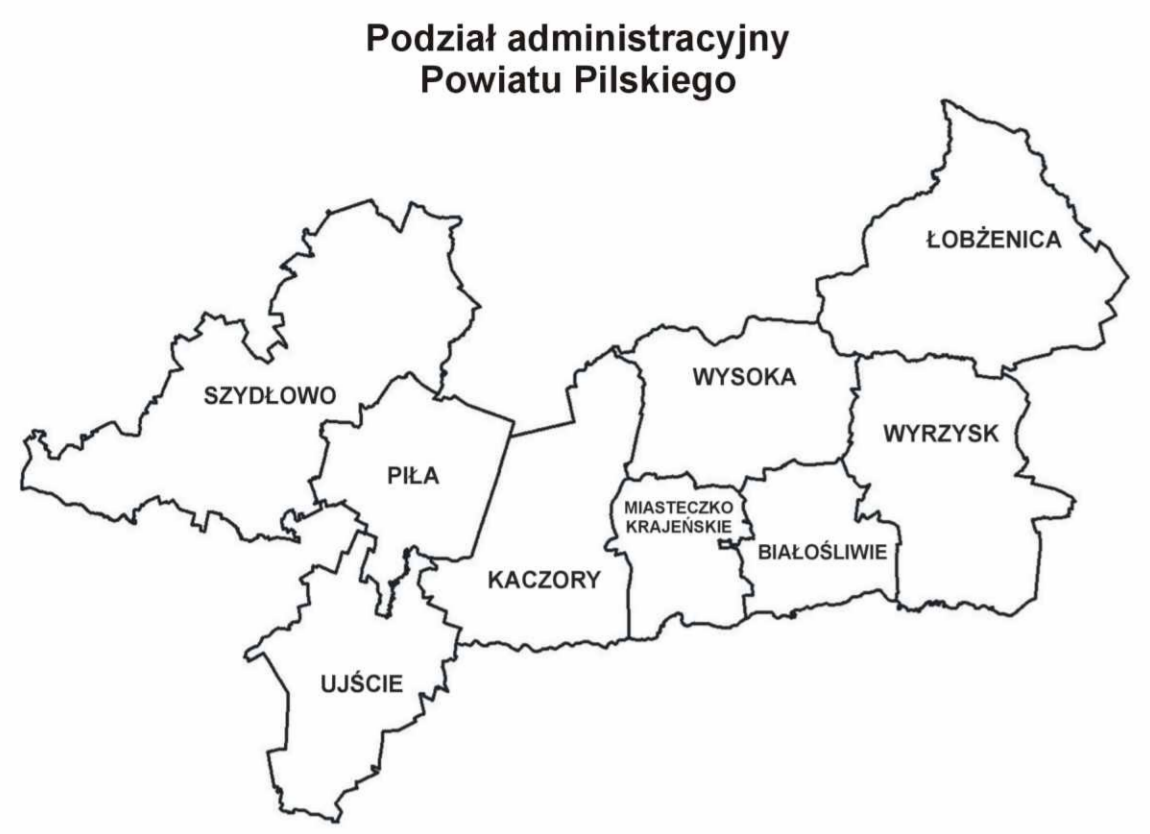 Podział administracyjny
Powiatu Pilskiego
ŁOBŻENICA
WYSOKA
SZYDŁOWO
WYRZYSK
PIŁA
MIASTECZKO
KRAJEŃSKIE
BIAŁOŚLIWIE
KACZORY
UJŚCIE